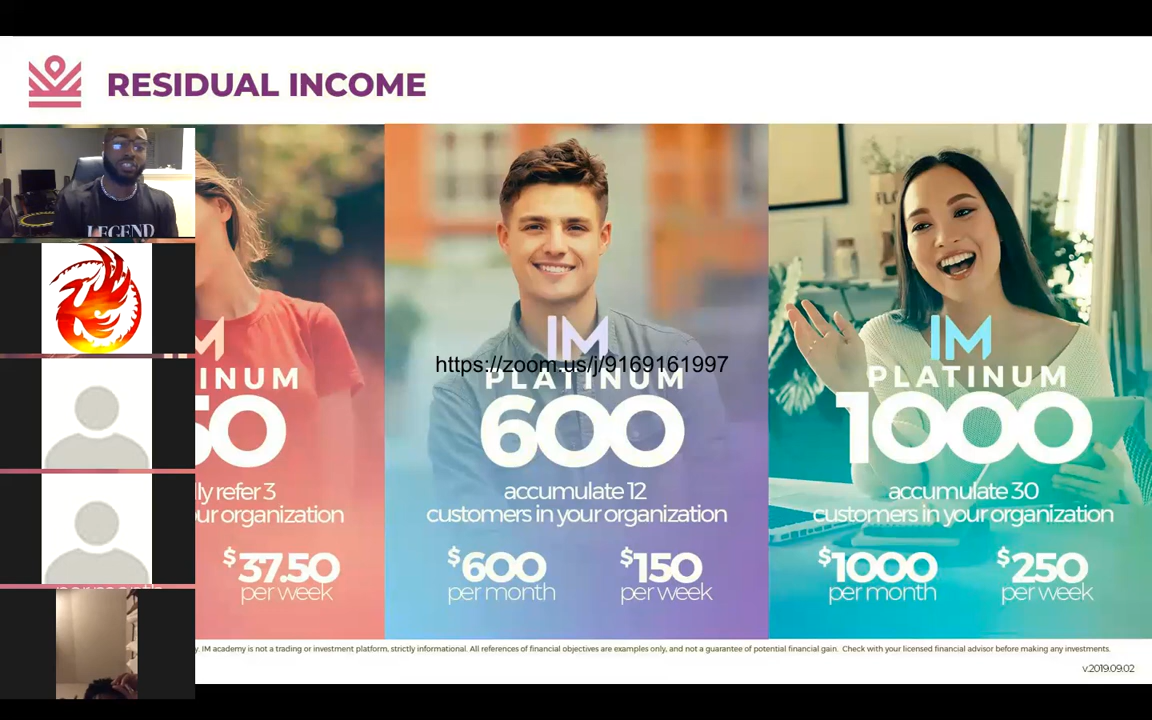 RESIDUAL INCOME
LEGEND
IM
INUM
50
lly refer 3
ur organization
$37.50
per week
IM
https://zoom.us/j/9169161997
PLATINUM
600
accumulate 12
customers in your organization
$600 $150
per month per week
IM
PLATINUM
1000
accumulate 30
customers in your organization
$1000 $250
per month per week
y. IM academy is not a trading or investment platform, strictly informational. All references of financial objectives are examples only, and not a guarantee of potential financial gain. Check with your licensed financial advisor before making any investments.
v.2019.09.02